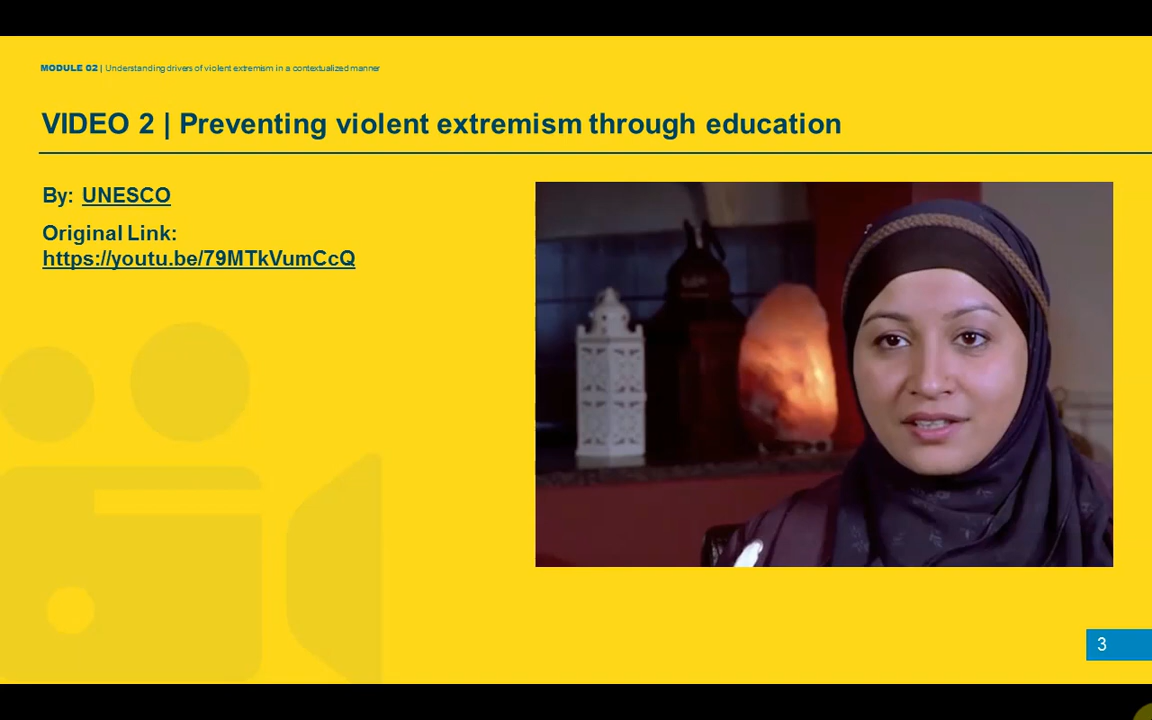 MODULE 02 | Understanding drivers of violent extremism in a contextualized manner
VIDEO 2 | Preventing violent extremism through education
By: UNESCO
Original Link:
https://youtu.be/79MTkVumCcQ
3